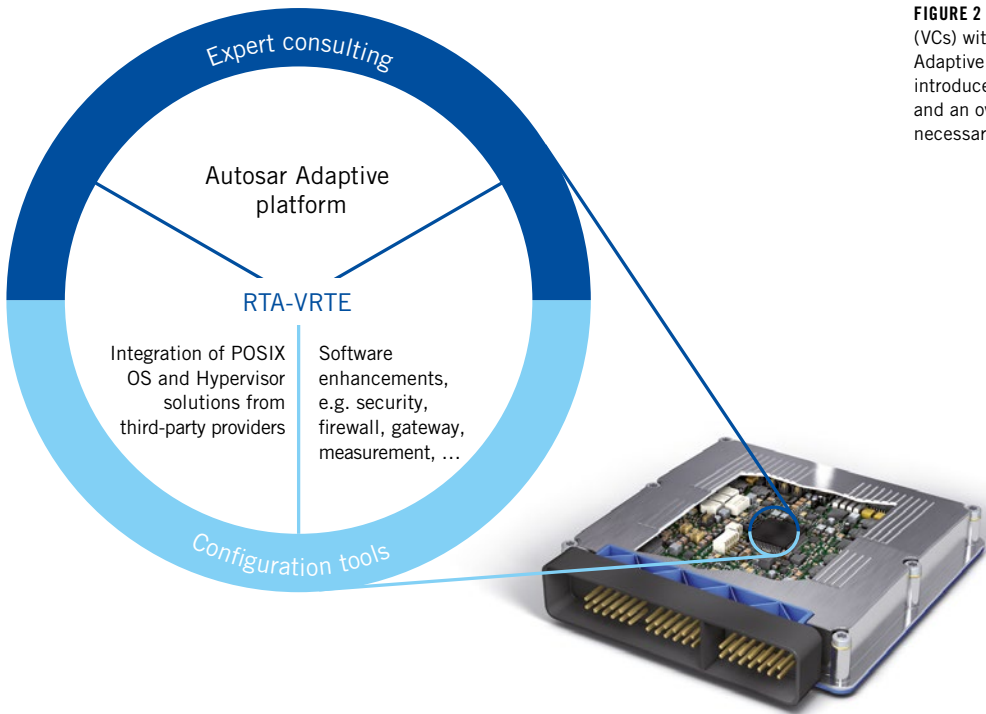 Expert consulting
Autosar Adaptive
platform
RTA-VRTE
Integration of POSIX
OS and Hypervisor
solutions from
third-party providers
Software
enhancements,
e.g. security,
firewall, gateway,
measurement, …
Configuration tools
FIGURE 2
(VCs) wit
Adaptive
introduce
and an ov
necessar